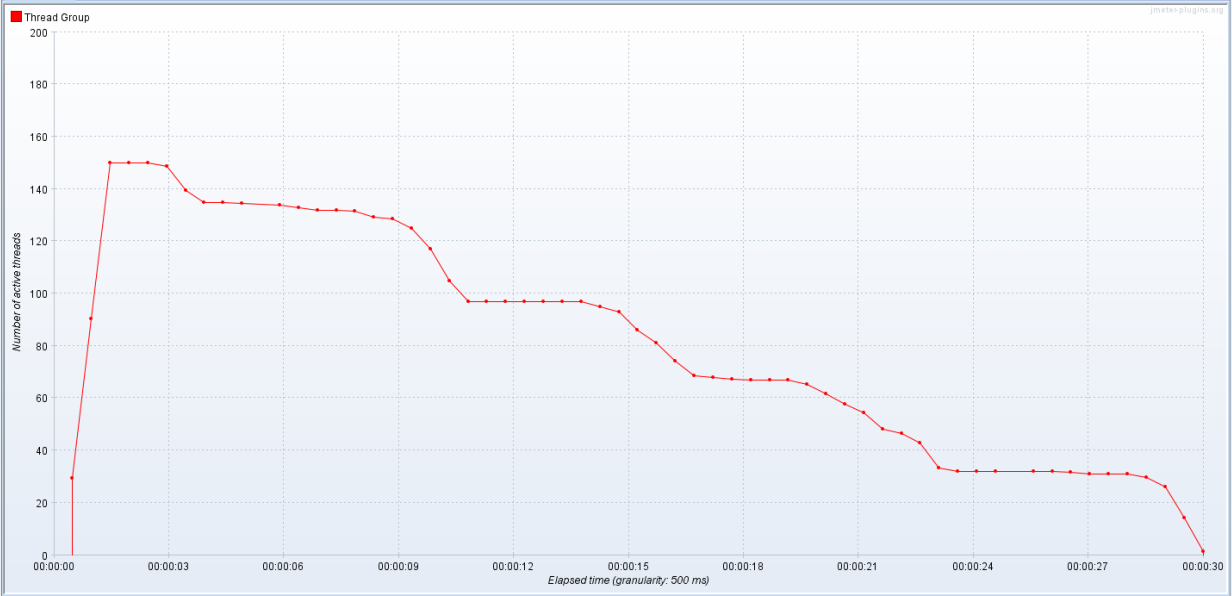 jmeter-plugins.org
Thread Group
200
180
160
140
120
100
80
60
40
20
0
Number of active threads
00:00:00 00:00:03 00:00:06 00:00:09 00:00:12 00:00:15 00:00:18 00:00:21 00:00:24 00:00:27 00:00:30
Elapsed time (granularity: 500 ms)